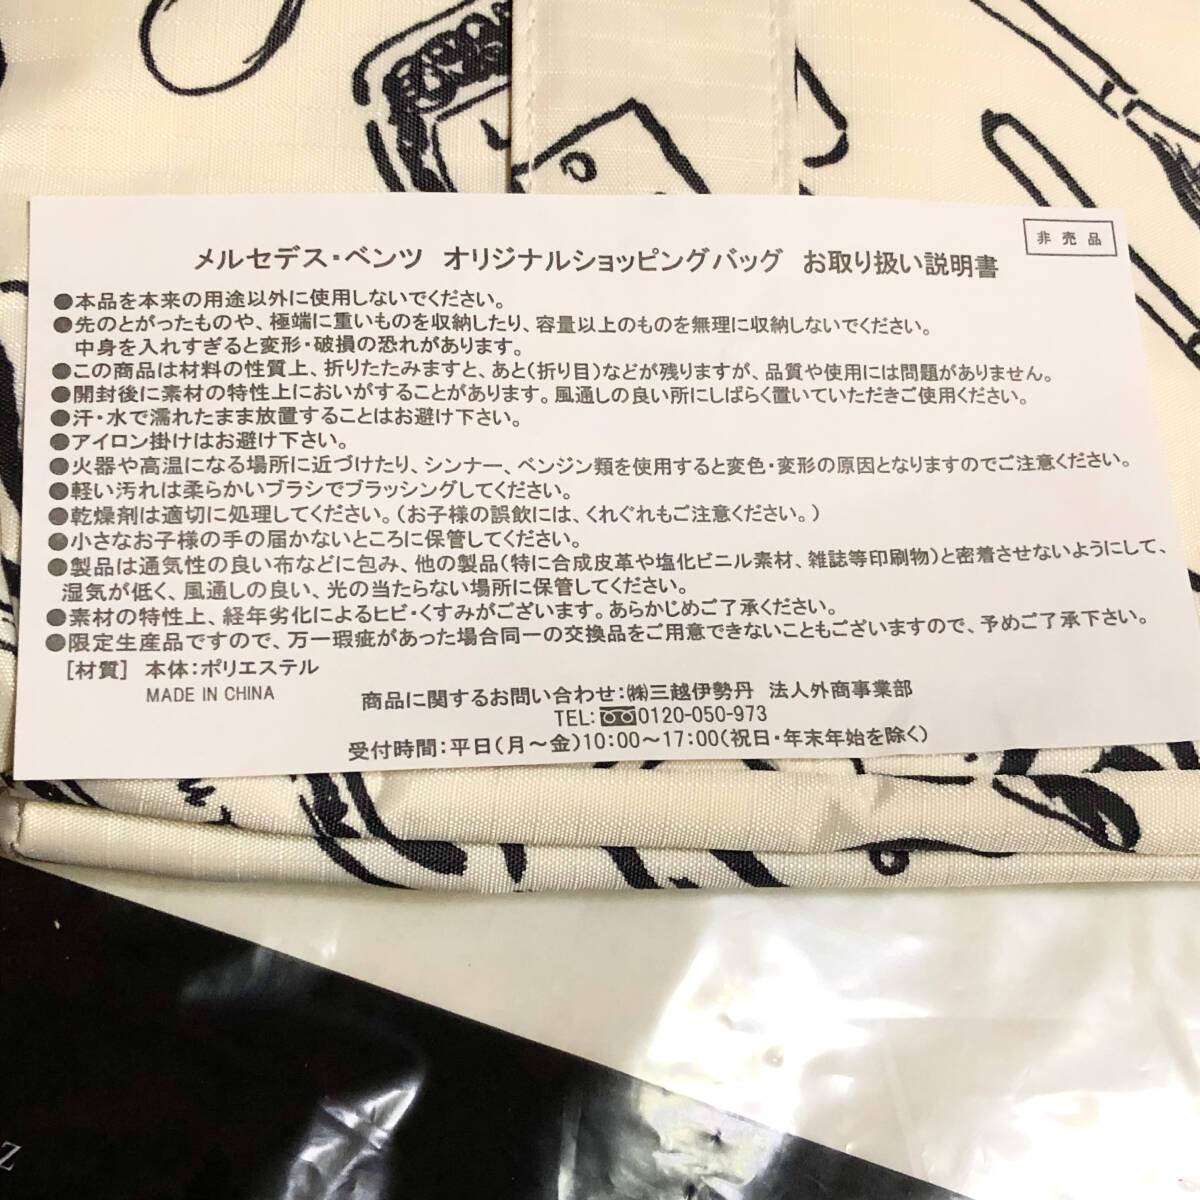 非売品
メルセデス・ベンツ オリジナルショッピングバッグ お取り扱い説明書
●本品を本来の用途以外に使用しないでください。
●先のとがったものや、極端に重いものを収納したり、容量以上のものを無理に収納しないでください。
中身を入れすぎると変形・破損の恐れがあります。
●この商品は材料の性質上、折りたたみますと、あと(折り目)などが残りますが、品質や使用には問題がありません。
●開封後に素材の特性上においがすることがあります。風通しの良い所にしばらく置いていただきご使用ください。
●汗・水で濡れたまま放置することはお避け下さい。
●アイロン掛けはお避け下さい。
●火器や高温になる場所に近づけたり、シンナー、ベンジン類を使用すると変色・変形の原因となりますのでご注意ください。
●軽い汚れは柔らかいブラシでブラッシングしてください。
●乾燥剤は適切に処理してください。(お子様の誤飲には、くれぐれもご注意ください。)
●小さなお子様の手の届かないところに保管してください。
●製品は通気性の良い布などに包み、他の製品(特に合成皮革や塩化ビニル素材、雑誌等印刷物)と密着させないようにして、
湿気が低く、風通しの良い、光の当たらない場所に保管してください。
●素材の特性上、経年劣化によるヒビ・くすみがございます。あらかじめご了承ください。
●限定生産品ですので、万一瑕疵があった場合同一の交換品をご用意できないこともございますので、予めご了承下さい。
[材質] 本体:ポリエステル
MADE IN CHINA
商品に関するお問い合わせ:㈱三越伊勢丹 法人外商事業部
TEL:0120-050-973
受付時間:平日(月～金)10:00～17:00(祝日・年末年始を除く)
Z